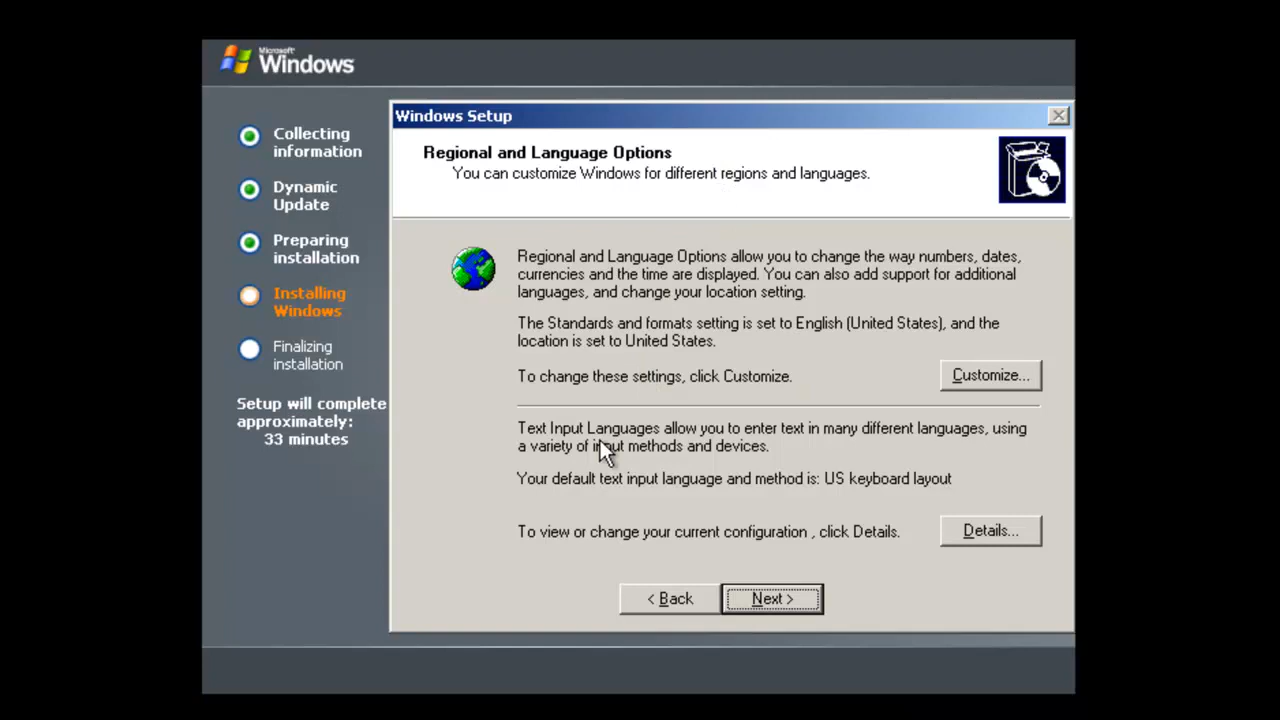 Microsoft®
Windows
Collecting
information
Dynamic
Update
Preparing
installation
Installing
Windows
Finalizing
installation
Setup will complete
approximately:
33 minutes
Windows Setup
Regional and Language Options
You can customize Windows for different regions and languages.
Regional and Language Options allow you to change the way numbers, dates,
currencies and the time are displayed. You can also add support for additional
languages, and change your location setting.
The Standards and formats setting is set to English (United States), and the
location is set to United States.
To change these settings, click Customize.
Customize...
Text Input Languages allow you to enter text in many different languages, using
a variety of input methods and devices.
Your default text input language and method is: US keyboard layout
To view or change your current configuration , click Details.
Details...
< Back
Next >